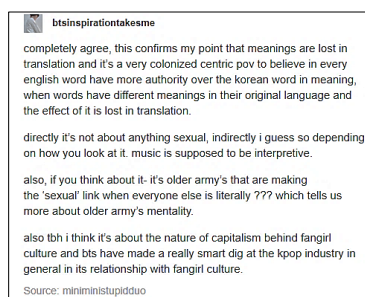 btsinspirationtakesme
completely agree, this confirms my point that meanings are lost in
translation and it's a very colonized centric pov to believe in every
english word have more authority over the korean word in meaning,
when words have different meanings in their original language and
the effect of it is lost in translation.
directly it's not about anything sexual, indirectly i guess so depending
on how you look at it. music is supposed to be interpretive.
also, if you think about it- it's older army's that are making
the 'sexual' link when everyone else is literally ??? which tells us
more about older army's mentality.
also tbh i think it's about the nature of capitalism behind fangirl
culture and bts have made a really smart dig at the kpop industry in
general in its relationship with fangirl culture.
Source: miniministupidduo